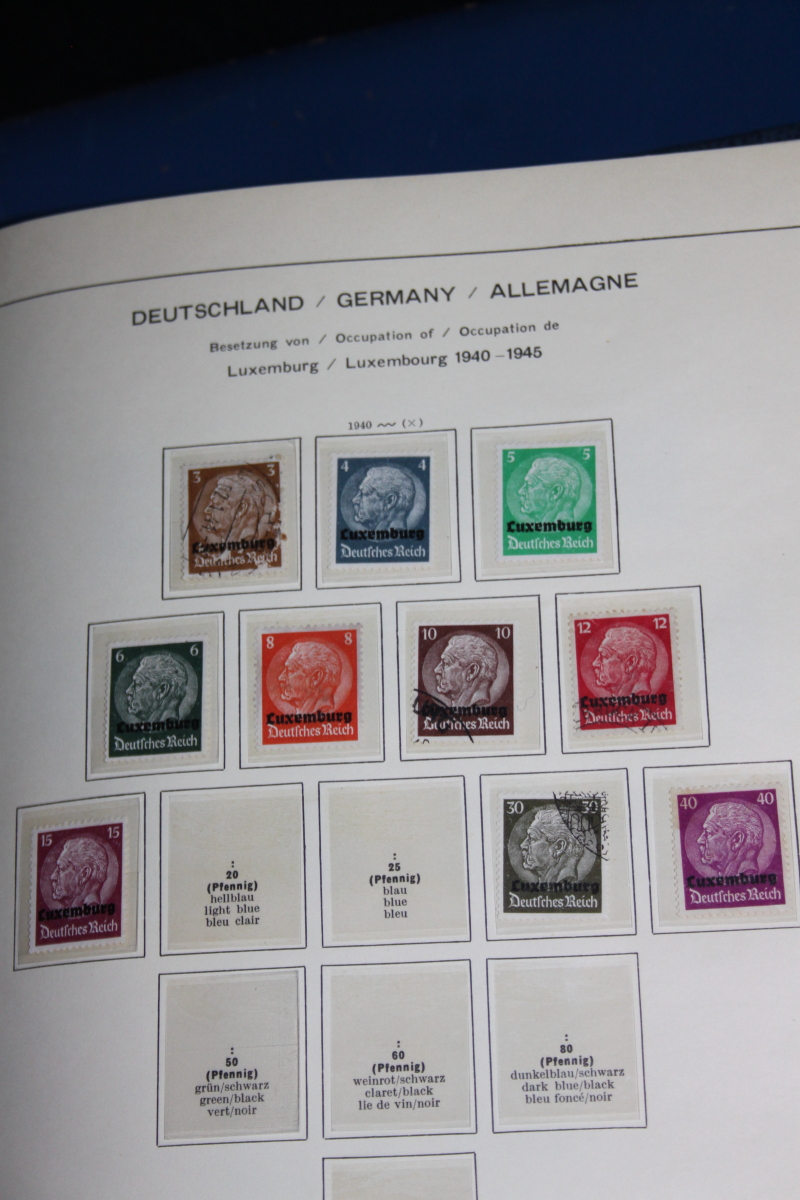 DEUTSCHLAND / GERMANY / ALLEMAGNE
Besetzung von / Occupation of / Occupation de
Luxemburg / Luxembourg 1940 – 1945
1940 ~~ (×)
3 3
Luxemburg
Deutsches Reich
4 4
Luxemburg
Deutsches Reich
5 5
Luxemburg
Deutsches Reich
6 6
Luxemburg
Deutsches Reich
8 8
Luxemburg
Deutsches Reich
10 10
Luxemburg
Deutsches Reich
12 12
Luxemburg
Deutsches Reich
15 15
Luxemburg
Deutsches Reich
:
20
(Pfennig)
hellblau
light blue
bleu clair
:
25
(Pfennig)
blau
blue
bleu
30 30
Luxemburg
Deutsches Reich
40 40
Luxemburg
Deutsches Reich
:
50
(Pfennig)
grün/schwarz
green/black
vert/noir
:
60
(Pfennig)
weinrot/schwarz
claret/black
lie de vin/noir
:
80
(Pfennig)
dunkelblau/schwarz
dark blue/black
bleu foncé/noir